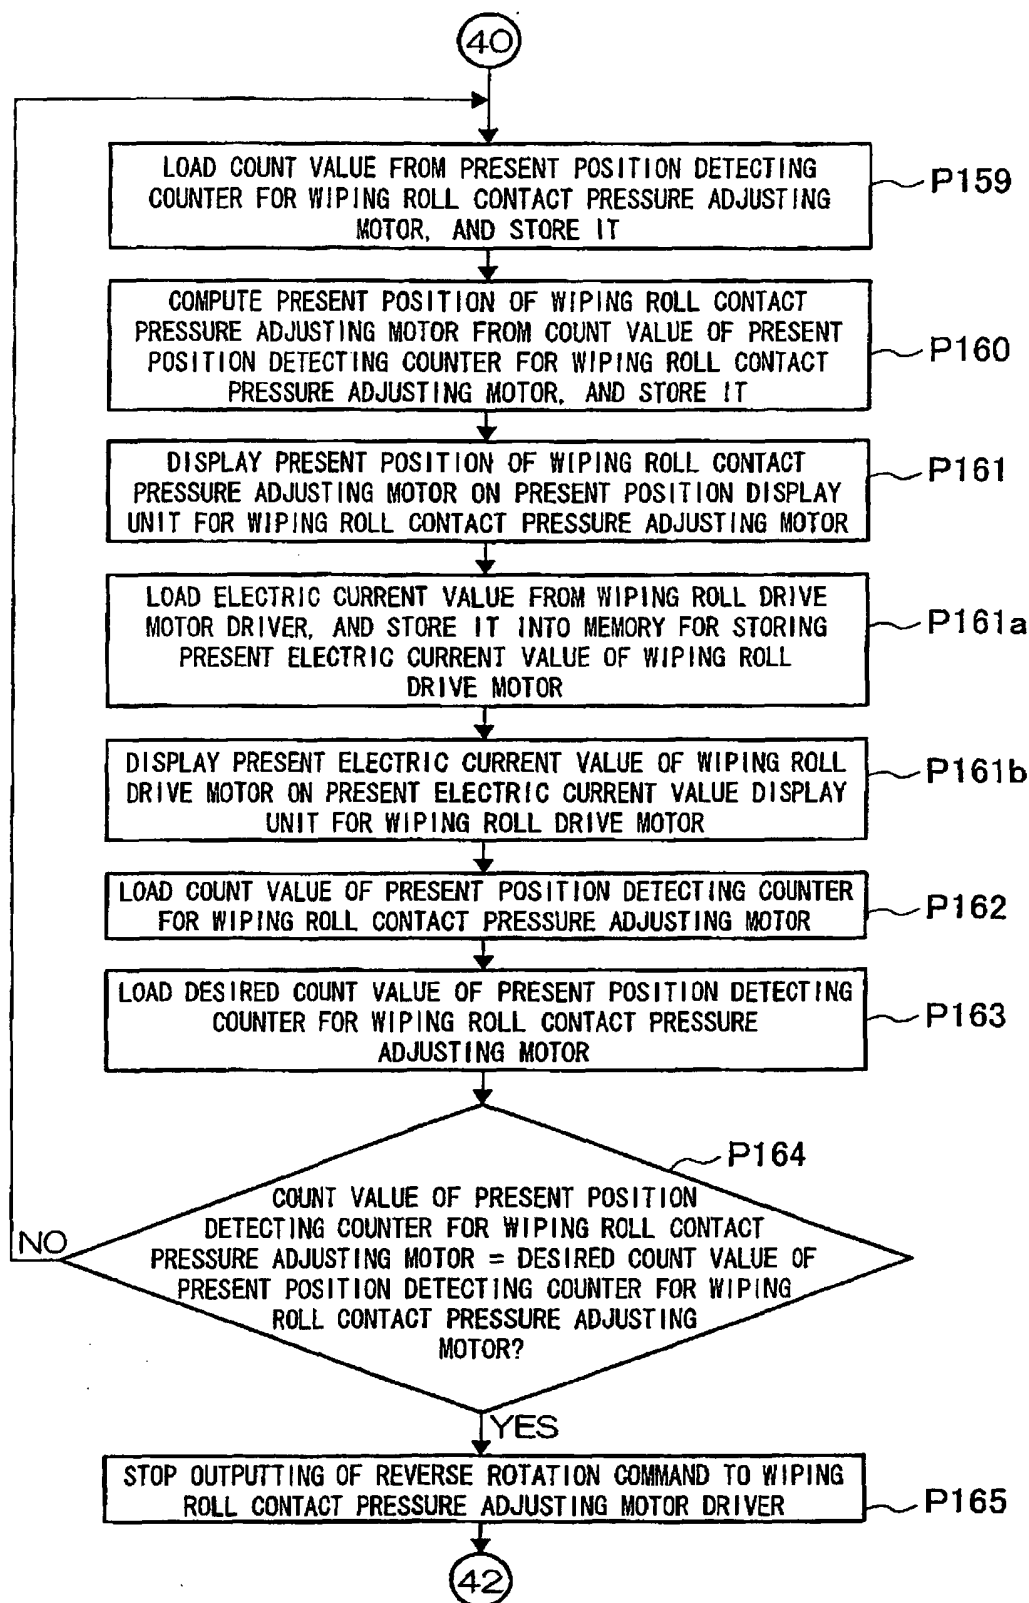 40
LOAD COUNT VALUE FROM PRESENT POSITION DETECTING
COUNTER FOR WIPING ROLL CONTACT PRESSURE ADJUSTING
MOTOR, AND STORE IT
P159
COMPUTE PRESENT POSITION OF WIPING ROLL CONTACT
PRESSURE ADJUSTING MOTOR FROM COUNT VALUE OF PRESENT
POSITION DETECTING COUNTER FOR WIPING ROLL CONTACT
PRESSURE ADJUSTING MOTOR, AND STORE IT
P160
DISPLAY PRESENT POSITION OF WIPING ROLL CONTACT
PRESSURE ADJUSTING MOTOR ON PRESENT POSITION DISPLAY
UNIT FOR WIPING ROLL CONTACT PRESSURE ADJUSTING MOTOR
P161
LOAD ELECTRIC CURRENT VALUE FROM WIPING ROLL DRIVE
MOTOR DRIVER, AND STORE IT INTO MEMORY FOR STORING
PRESENT ELECTRIC CURRENT VALUE OF WIPING ROLL
DRIVE MOTOR
P161a
DISPLAY PRESENT ELECTRIC CURRENT VALUE OF WIPING ROLL
DRIVE MOTOR ON PRESENT ELECTRIC CURRENT VALUE DISPLAY
UNIT FOR WIPING ROLL DRIVE MOTOR
P161b
LOAD COUNT VALUE OF PRESENT POSITION DETECTING COUNTER
FOR WIPING ROLL CONTACT PRESSURE ADJUSTING MOTOR
P162
LOAD DESIRED COUNT VALUE OF PRESENT POSITION DETECTING
COUNTER FOR WIPING ROLL CONTACT PRESSURE
ADJUSTING MOTOR
P163
P164
COUNT VALUE OF PRESENT POSITION
DETECTING COUNTER FOR WIPING ROLL CONTACT
PRESSURE ADJUSTING MOTOR = DESIRED COUNT VALUE OF
PRESENT POSITION DETECTING COUNTER FOR WIPING
ROLL CONTACT PRESSURE ADJUSTING
MOTOR?
NO
YES
STOP OUTPUTTING OF REVERSE ROTATION COMMAND TO WIPING
ROLL CONTACT PRESSURE ADJUSTING MOTOR DRIVER
P165
42